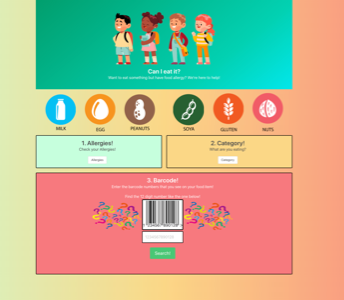 Can I eat it?
Want to eat something but have food allergy? We're here to help!
MILK
EGG
PEANUTS
SOYA
GLUTEN
NUTS
1. Allergies!
Check your Allergies!
Allergies
2. Category!
What are you eating?
Category
3. Barcode!
Enter the barcode numbers that you see on your food item!
Search!